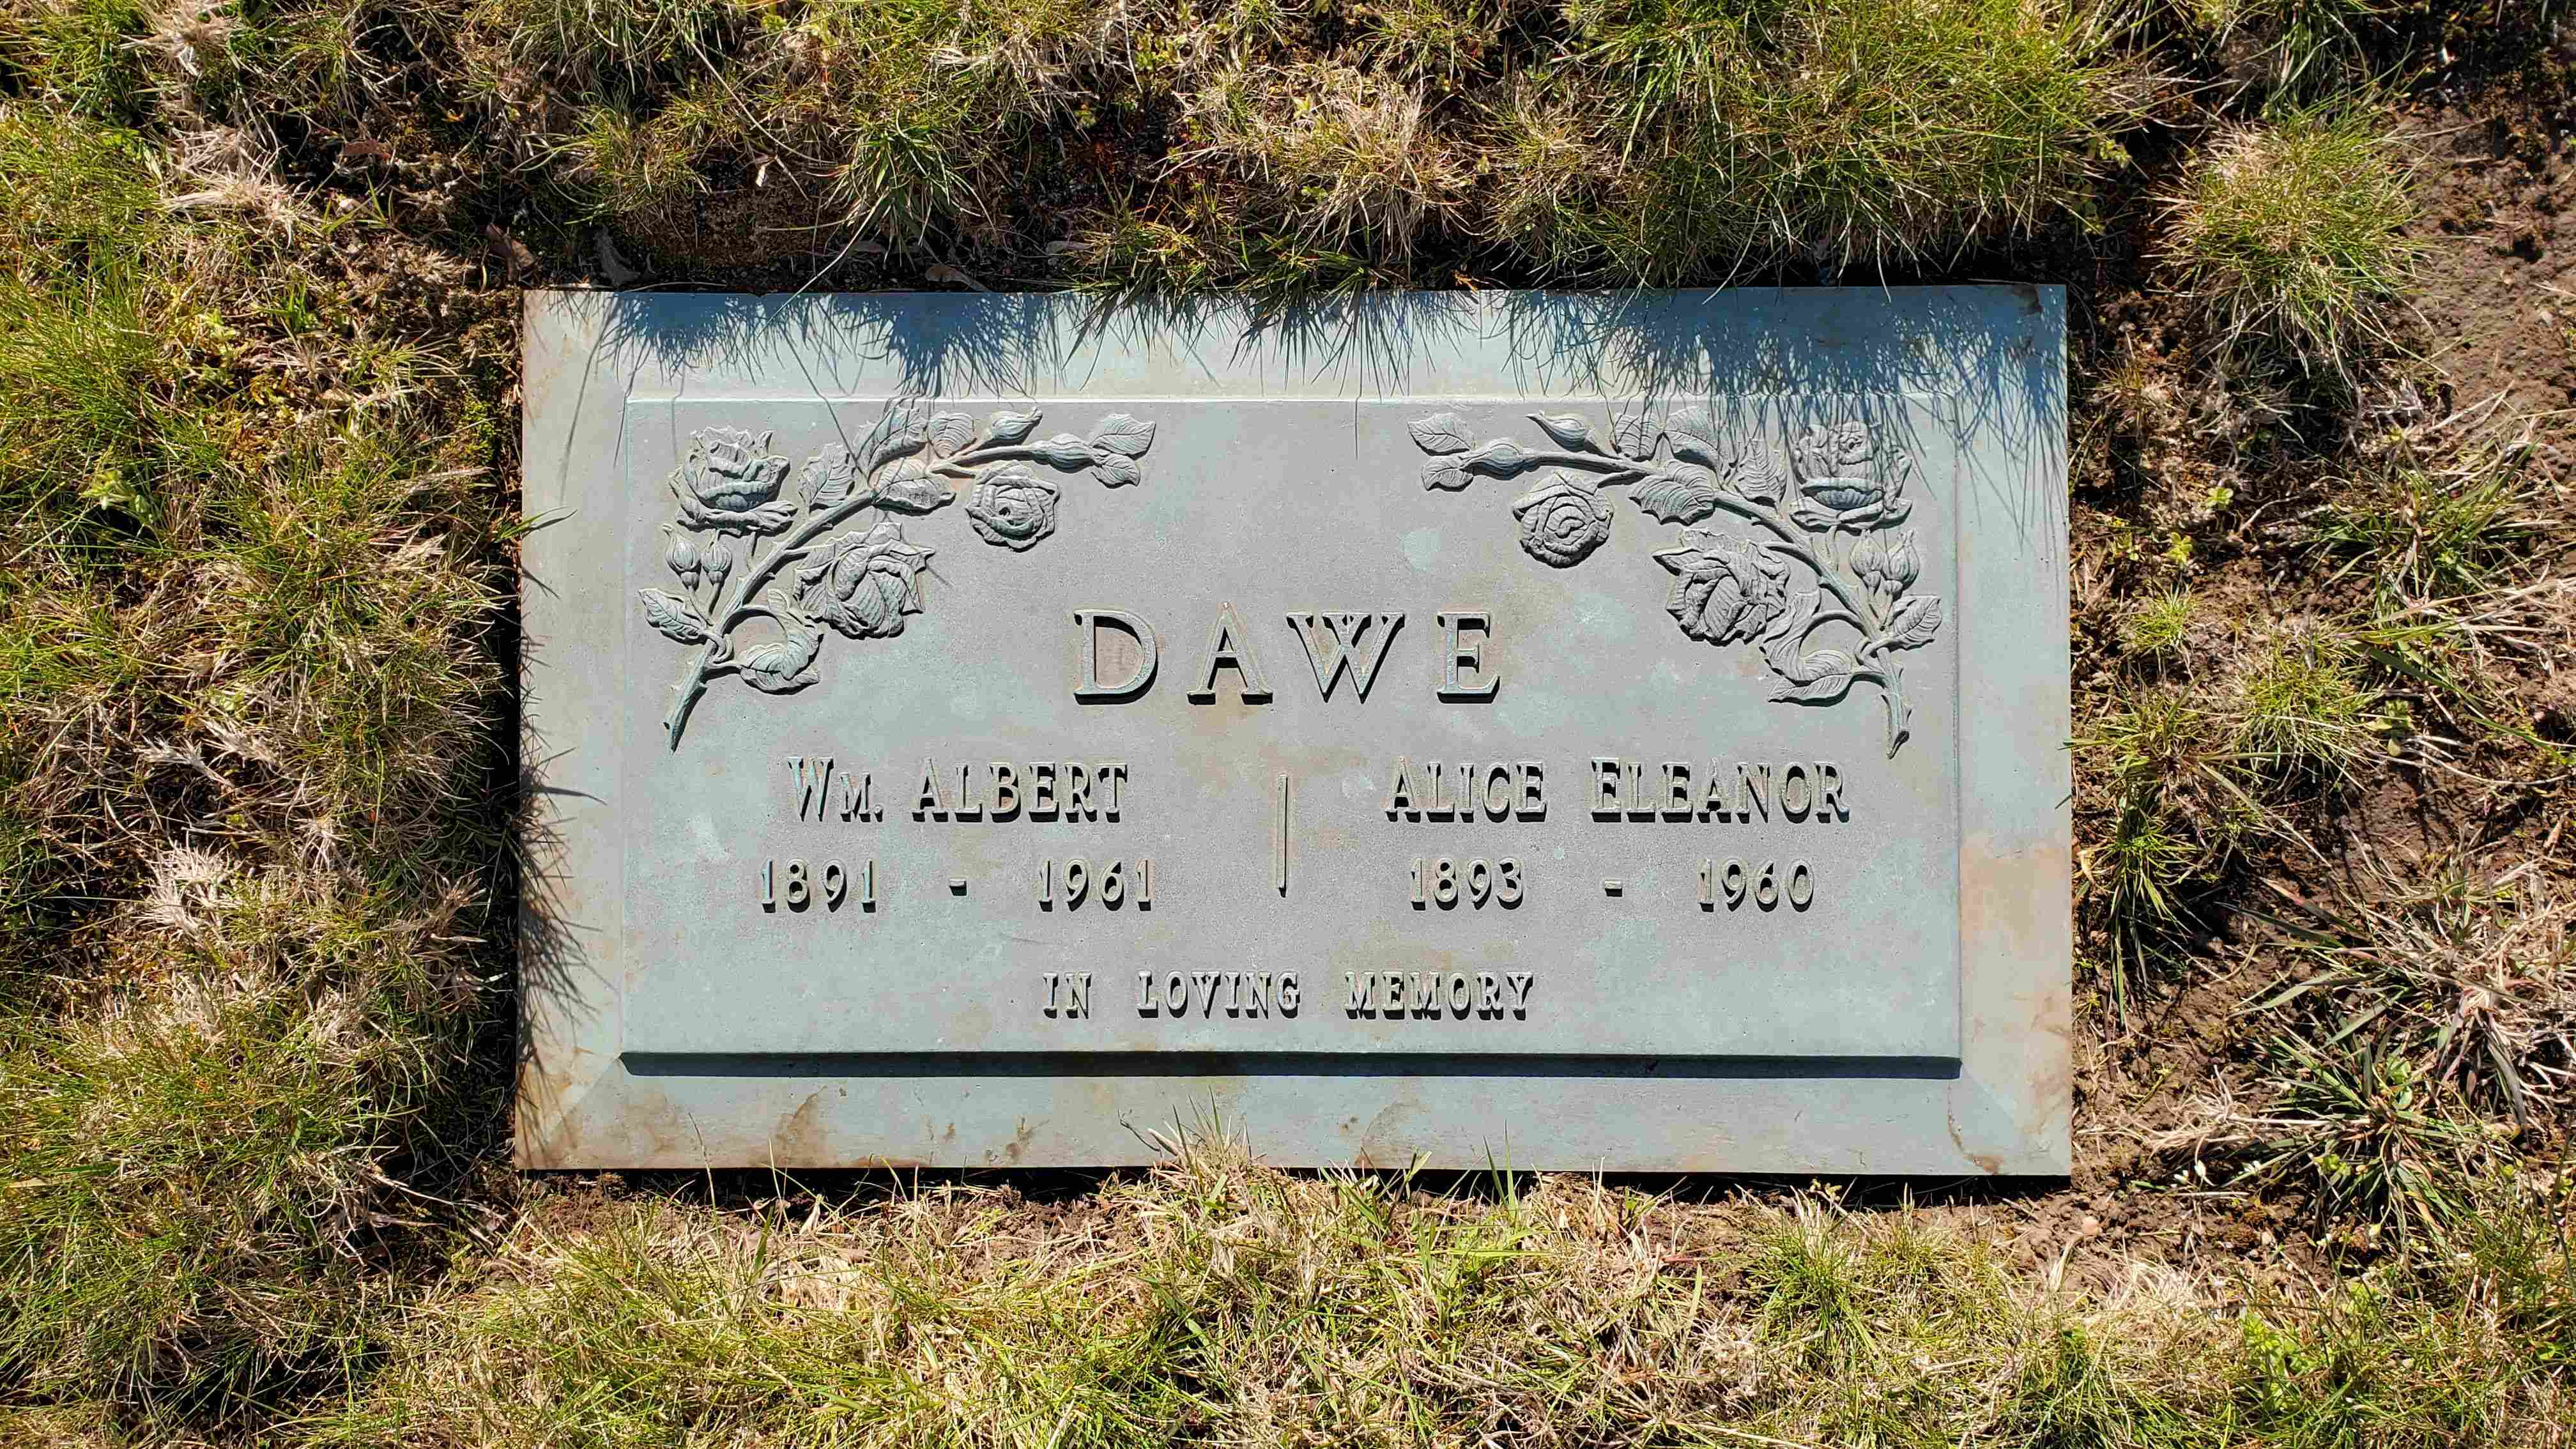 DAWE
WM. ALBERT | ALICE ELEANOR
1891 - 1961 | 1893 - 1960
IN LOVING MEMORY